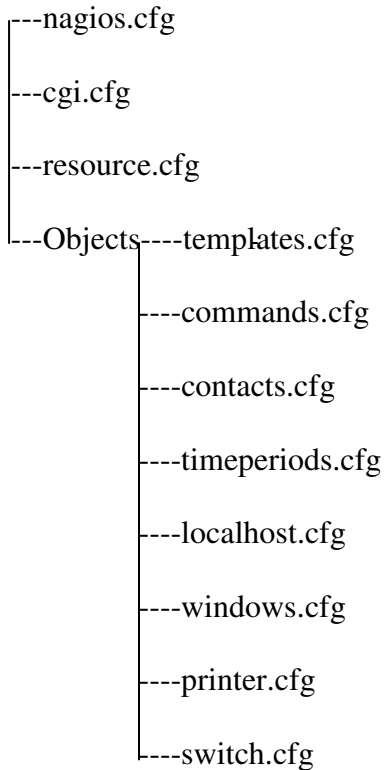 ---nagios.cfg
---cgi.cfg
---resource.cfg
---Objects----templates.cfg
----commands.cfg
----contacts.cfg
----timeperiods.cfg
----localhost.cfg
----windows.cfg
----printer.cfg
----switch.cfg